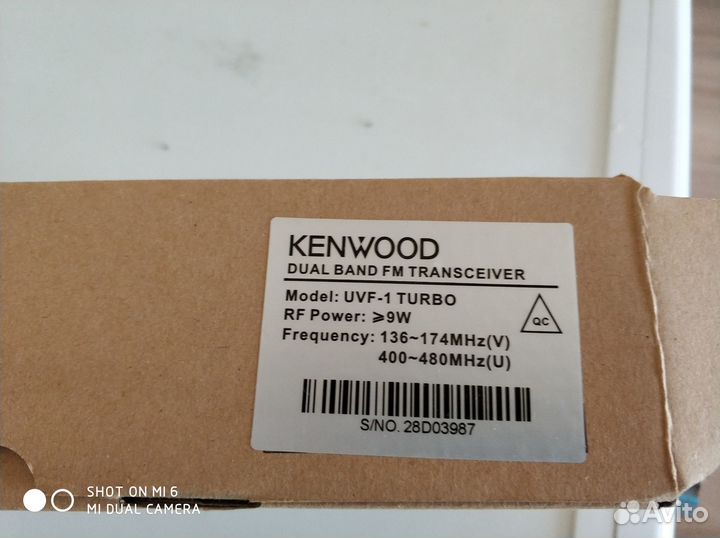 KENWOOD
DUAL BAND FM TRANSCEIVER
Model: UVF-1 TURBO
RF Power: ⩾9W
Frequency: 136~174MHz(V)
400~480MHz(U)
QC
S/NO. 28D03987
SHOT ON MI 6
MI DUAL CAMERA
Avito